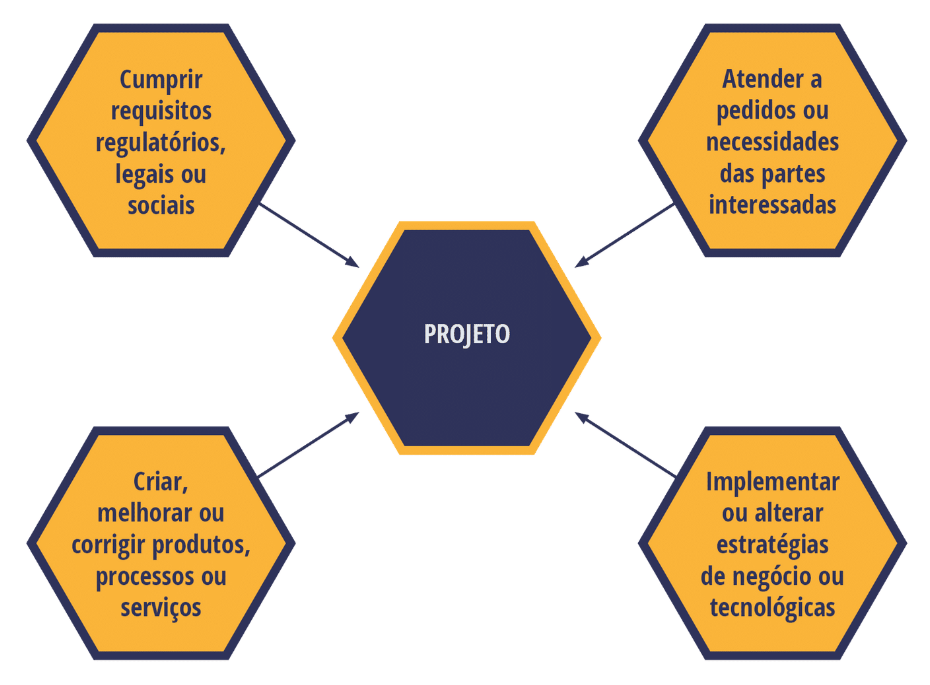 Cumprir
requisitos
regulatórios,
legais ou
sociais
Atender a
pedidos ou
necessidades
das partes
interessadas
PROJETO
Criar,
melhorar ou
corrigir produtos,
processos ou
serviços
Implementar
ou alterar
estratégias
de negócio ou
tecnológicas